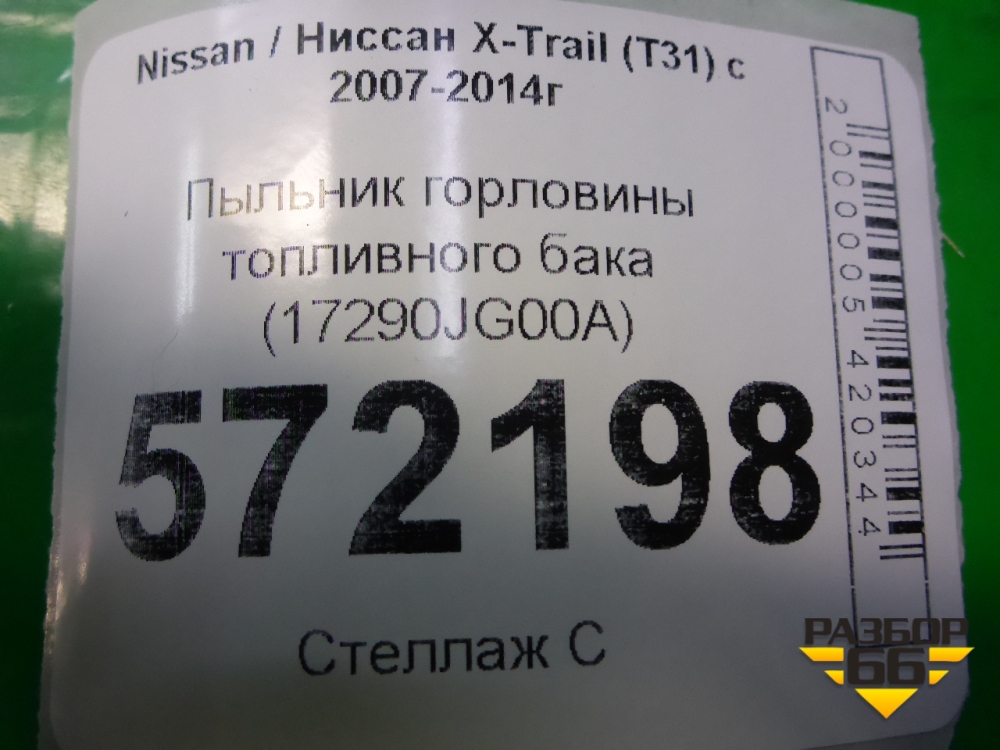 Nissan / Ниссан X-Trail (T31) с
2007-2014г
Пыльник горловины
топливного бака
(17290JG00A)
572198
Стеллаж С
2000005420344
РАЗБОР
66